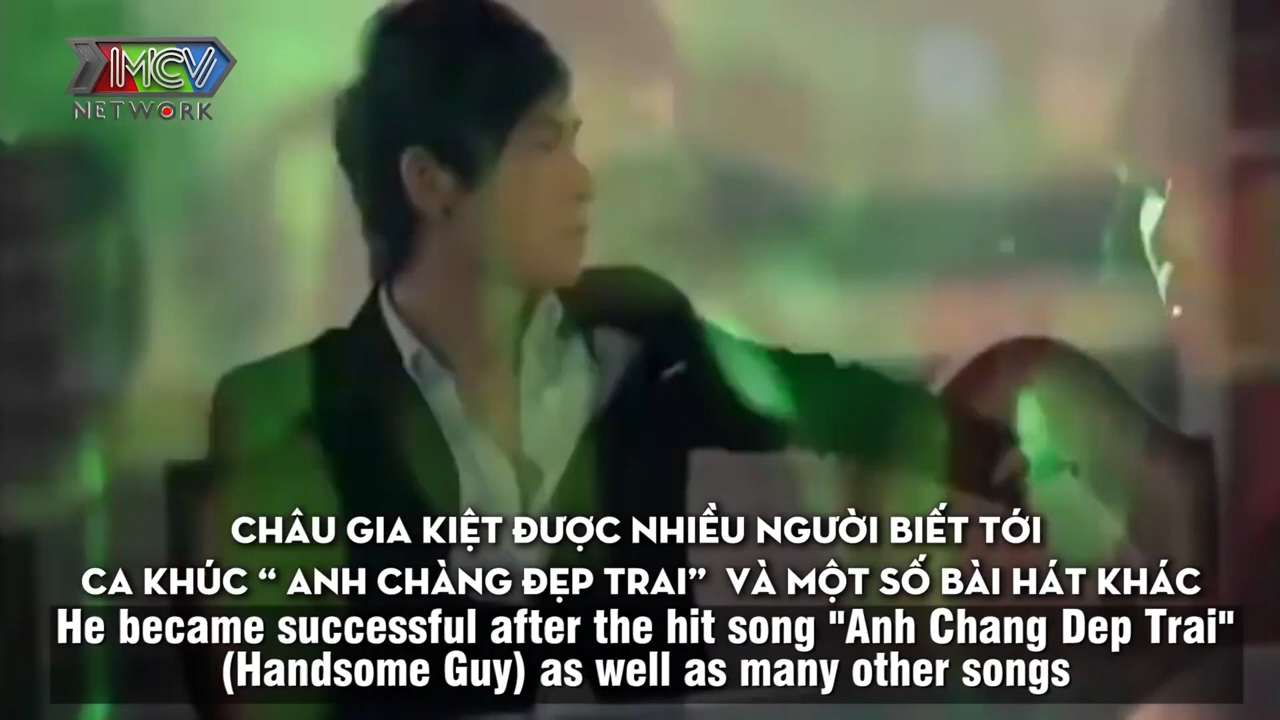 MCV
NETWORK
CHÂU GIA KIỆT ĐƯỢC NHIỀU NGƯỜI BIẾT TỚI
CA KHÚC “ ANH CHÀNG ĐẸP TRAI” VÀ MỘT SỐ BÀI HÁT KHÁC
He became successful after the hit song "Anh Chang Dep Trai"
(Handsome Guy) as well as many other songs